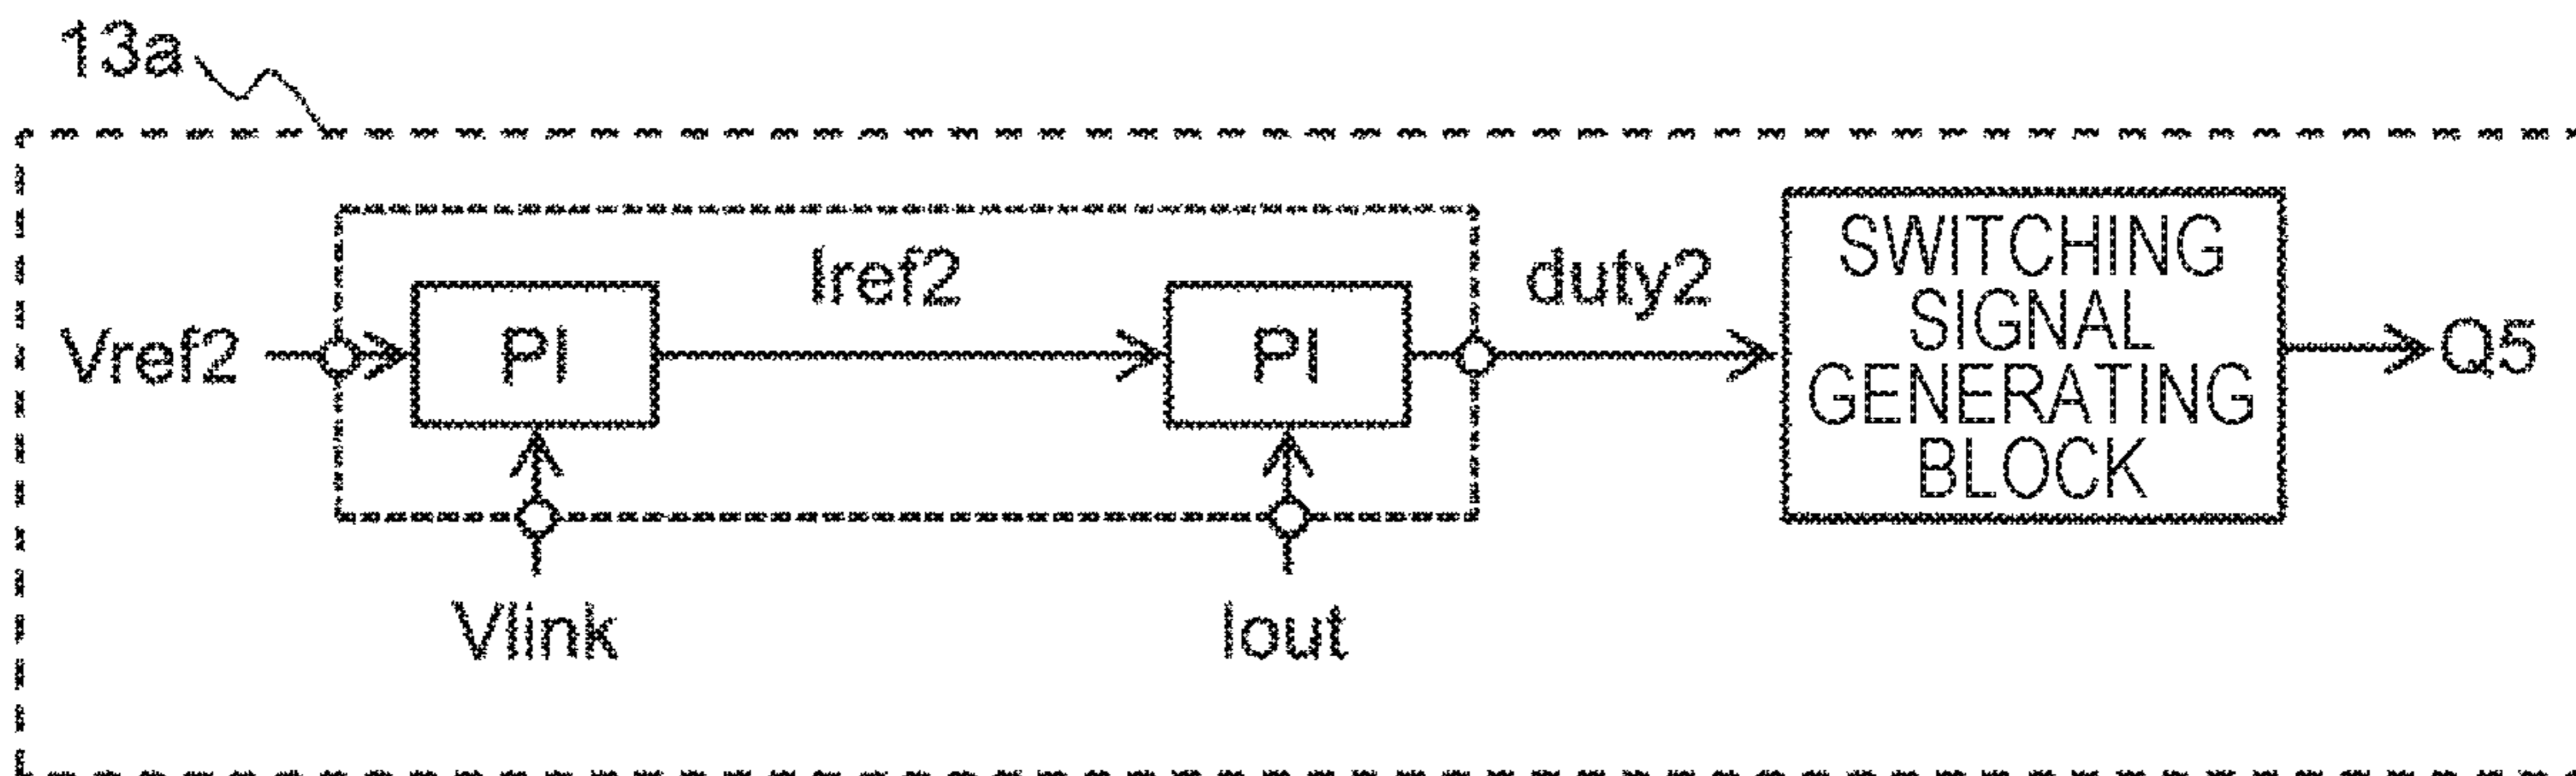 13a
Vref2
PI
Iref2
PI
duty2
SWITCHING
SIGNAL
GENERATING
BLOCK
Q5
Vlink
Iout